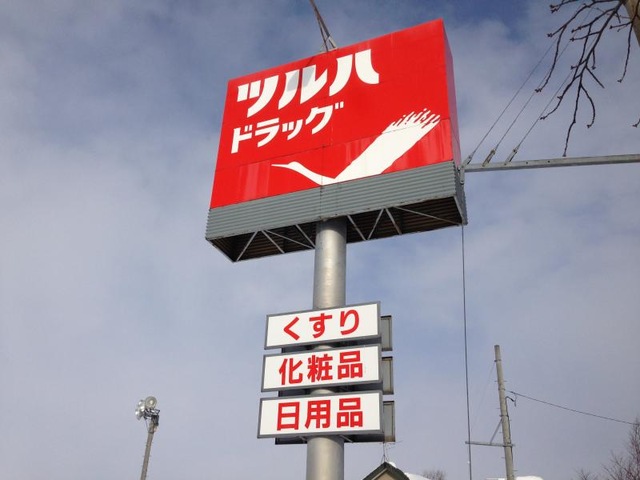 ツルハ
ドラッグ
くすり
化粧品
日用品